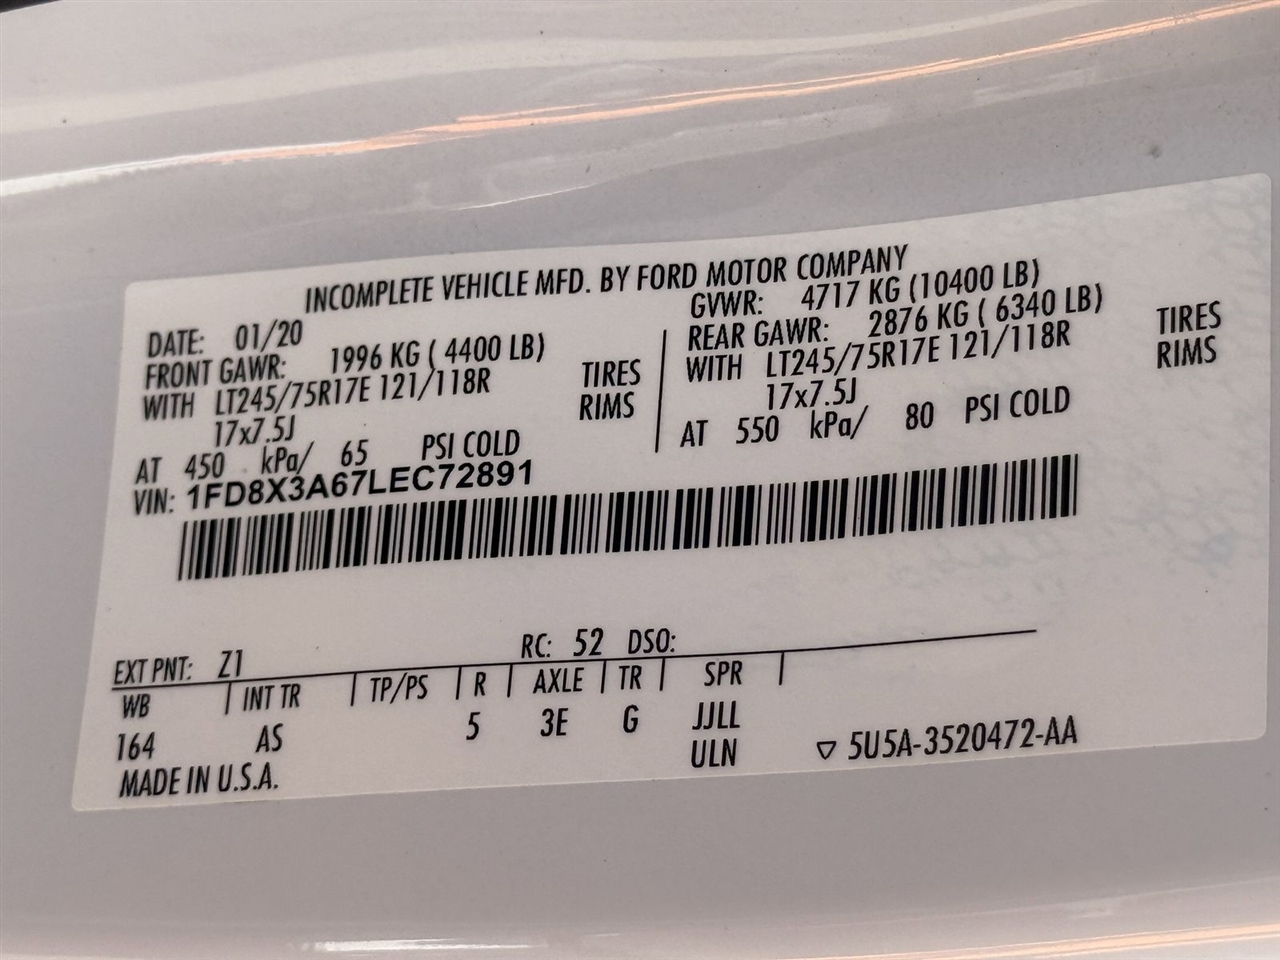 INCOMPLETE VEHICLE MFD. BY FORD MOTOR COMPANY
DATE: 01/20
FRONT GAWR: 1996 KG ( 4400 LB)
WITH LT245/75R17E 121/118R TIRES
17x7.5J RIMS
AT 450 kPa/ 65 PSI COLD
GVWR: 4717 KG (10400 LB)
REAR GAWR: 2876 KG ( 6340 LB)
WITH LT245/75R17E 121/118R TIRES
17x7.5J RIMS
AT 550 kPa/ 80 PSI COLD
VIN: 1FD8X3A67LEC72891
EXT PNT: Z1 RC: 52 DSO:
WB INT TR TP/PS R AXLE TR SPR
164 AS 5 3E G JJLL
ULN
5U5A-3520472-AA
MADE IN U.S.A.